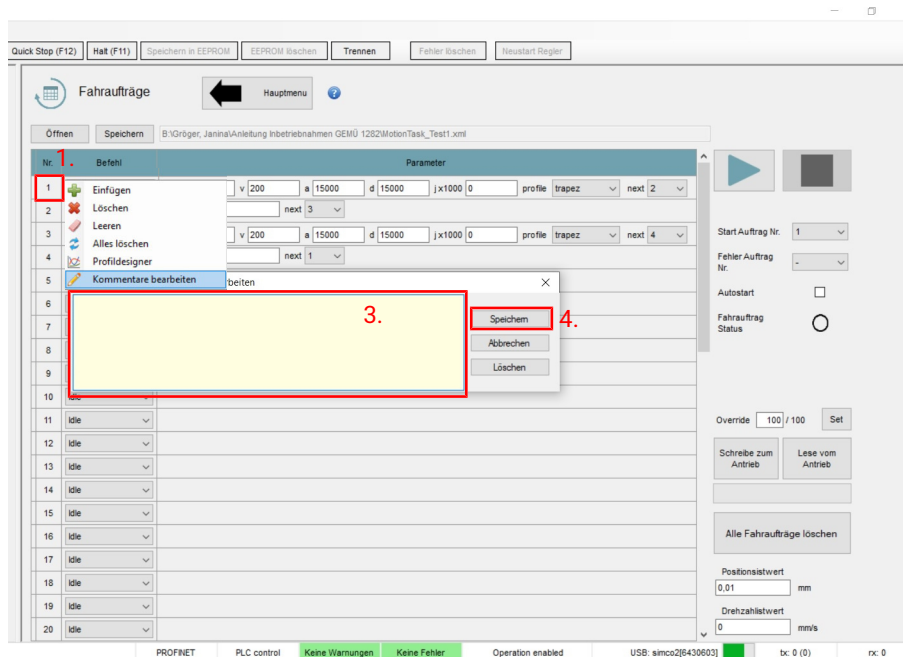 Quick Stop (F12) Halt (F11) Speichern in EEPROM EEPROM löschen Trennen Fehler löschen Neustart Regler
Fahraufträge Hauptmenu ?
Öffnen Speichern B:\Gröger, Janina\Anleitung Inbetriebnahmen GEMÜ 1282\MotionTask_Test1.xml
Nr. 1. Befehl Parameter
1 v 200 a 15000 d 15000 j x1000 0 profile trapez next 2
Einfügen
2 next 3
Löschen
3 v 200 a 15000 d 15000 j x1000 0 profile trapez next 4
Leeren
4 next 1
Alles löschen
Profildesigner
5 Kommentare bearbeiten rbeiten
6
3.
Speichern 4.
7
Abbrechen
8
Löschen
9
10 Idle
11 Idle
12 Idle
13 Idle
14 Idle
15 Idle
16 Idle
17 Idle
18 Idle
19 Idle
20 Idle
Start Auftrag Nr. 1
Fehler Auftrag
Nr. -
Autostart
Fahrauftrag
Status
Override 100 / 100 Set
Schreibe zum
Antrieb
Lese vom
Antrieb
Alle Fahraufträge löschen
Positionsistwert
0,01 mm
Drehzahlistwert
0 mm/s
PROFINET PLC control Keine Warnungen Keine Fehler Operation enabled USB: simco2[6430603] tx: 0 (0) rx: 0